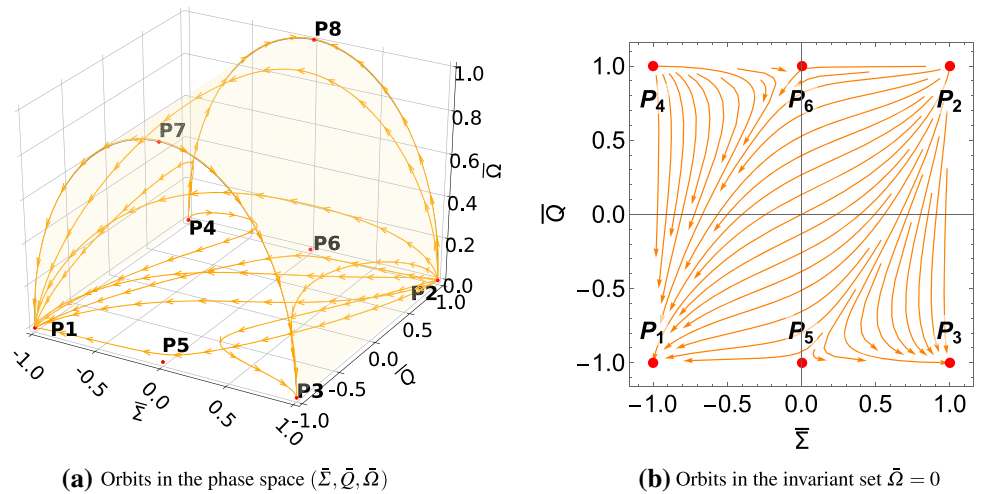 P8
1.0
P7
0.8
0.6
Ω̅
0.4
P4
P6
0.2
0.0
P2
1.0
P1
0.5
P5
0.0
Q̅
-1.0
-0.5
-0.5
P3
0.0
-1.0
Σ̅
0.5
1.0
(a) Orbits in the phase space (Σ̄, Q̄, Ω̄)
1.0
P4
P6
P2
0.5
Q̅
0.0
-0.5
P1
P5
P3
-1.0
-1.0 -0.5 0.0 0.5 1.0
Σ̅
(b) Orbits in the invariant set Ω̄ = 0